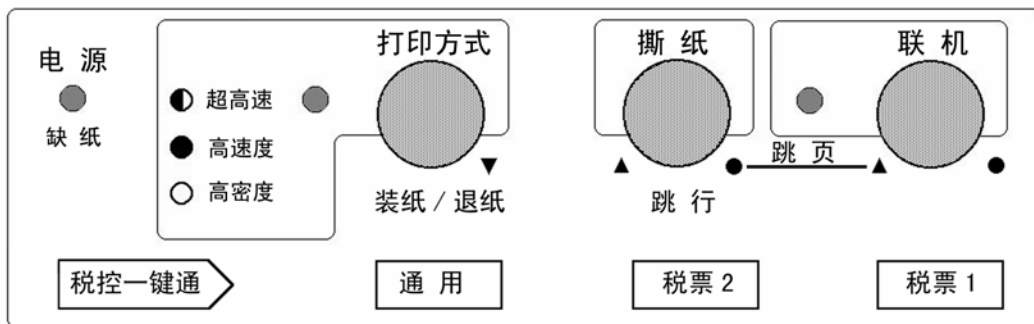 电 源
缺 纸
打印方式
超高速
高速度
高密度
装纸 / 退纸
撕 纸
跳 行
跳 页
联 机
税控一键通
通 用
税票 2
税票 1